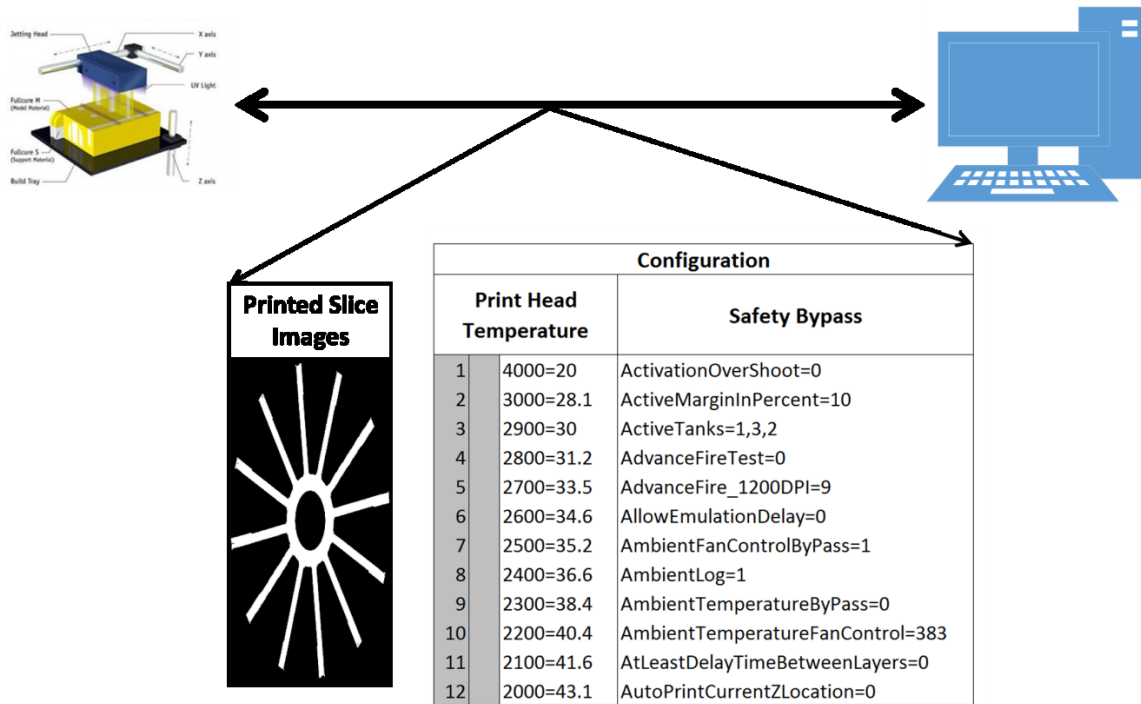 Jetting Head
X axis
Y axis
UV Light
Fullcure M
(Model Material)
Fullcure S
(Support Material)
Build Tray
Z axis
Printed Slice
Images
Configuration
Print Head
Temperature
Safety Bypass
1 4000=20 ActivationOverShoot=0
2 3000=28.1 ActiveMarginInPercent=10
3 2900=30 ActiveTanks=1,3,2
4 2800=31.2 AdvanceFireTest=0
5 2700=33.5 AdvanceFire_1200DPI=9
6 2600=34.6 AllowEmulationDelay=0
7 2500=35.2 AmbientFanControlByPass=1
8 2400=36.6 AmbientLog=1
9 2300=38.4 AmbientTemperatureByPass=0
10 2200=40.4 AmbientTemperatureFanControl=383
11 2100=41.6 AtLeastDelayTimeBetweenLayers=0
12 2000=43.1 AutoPrintCurrentZLocation=0